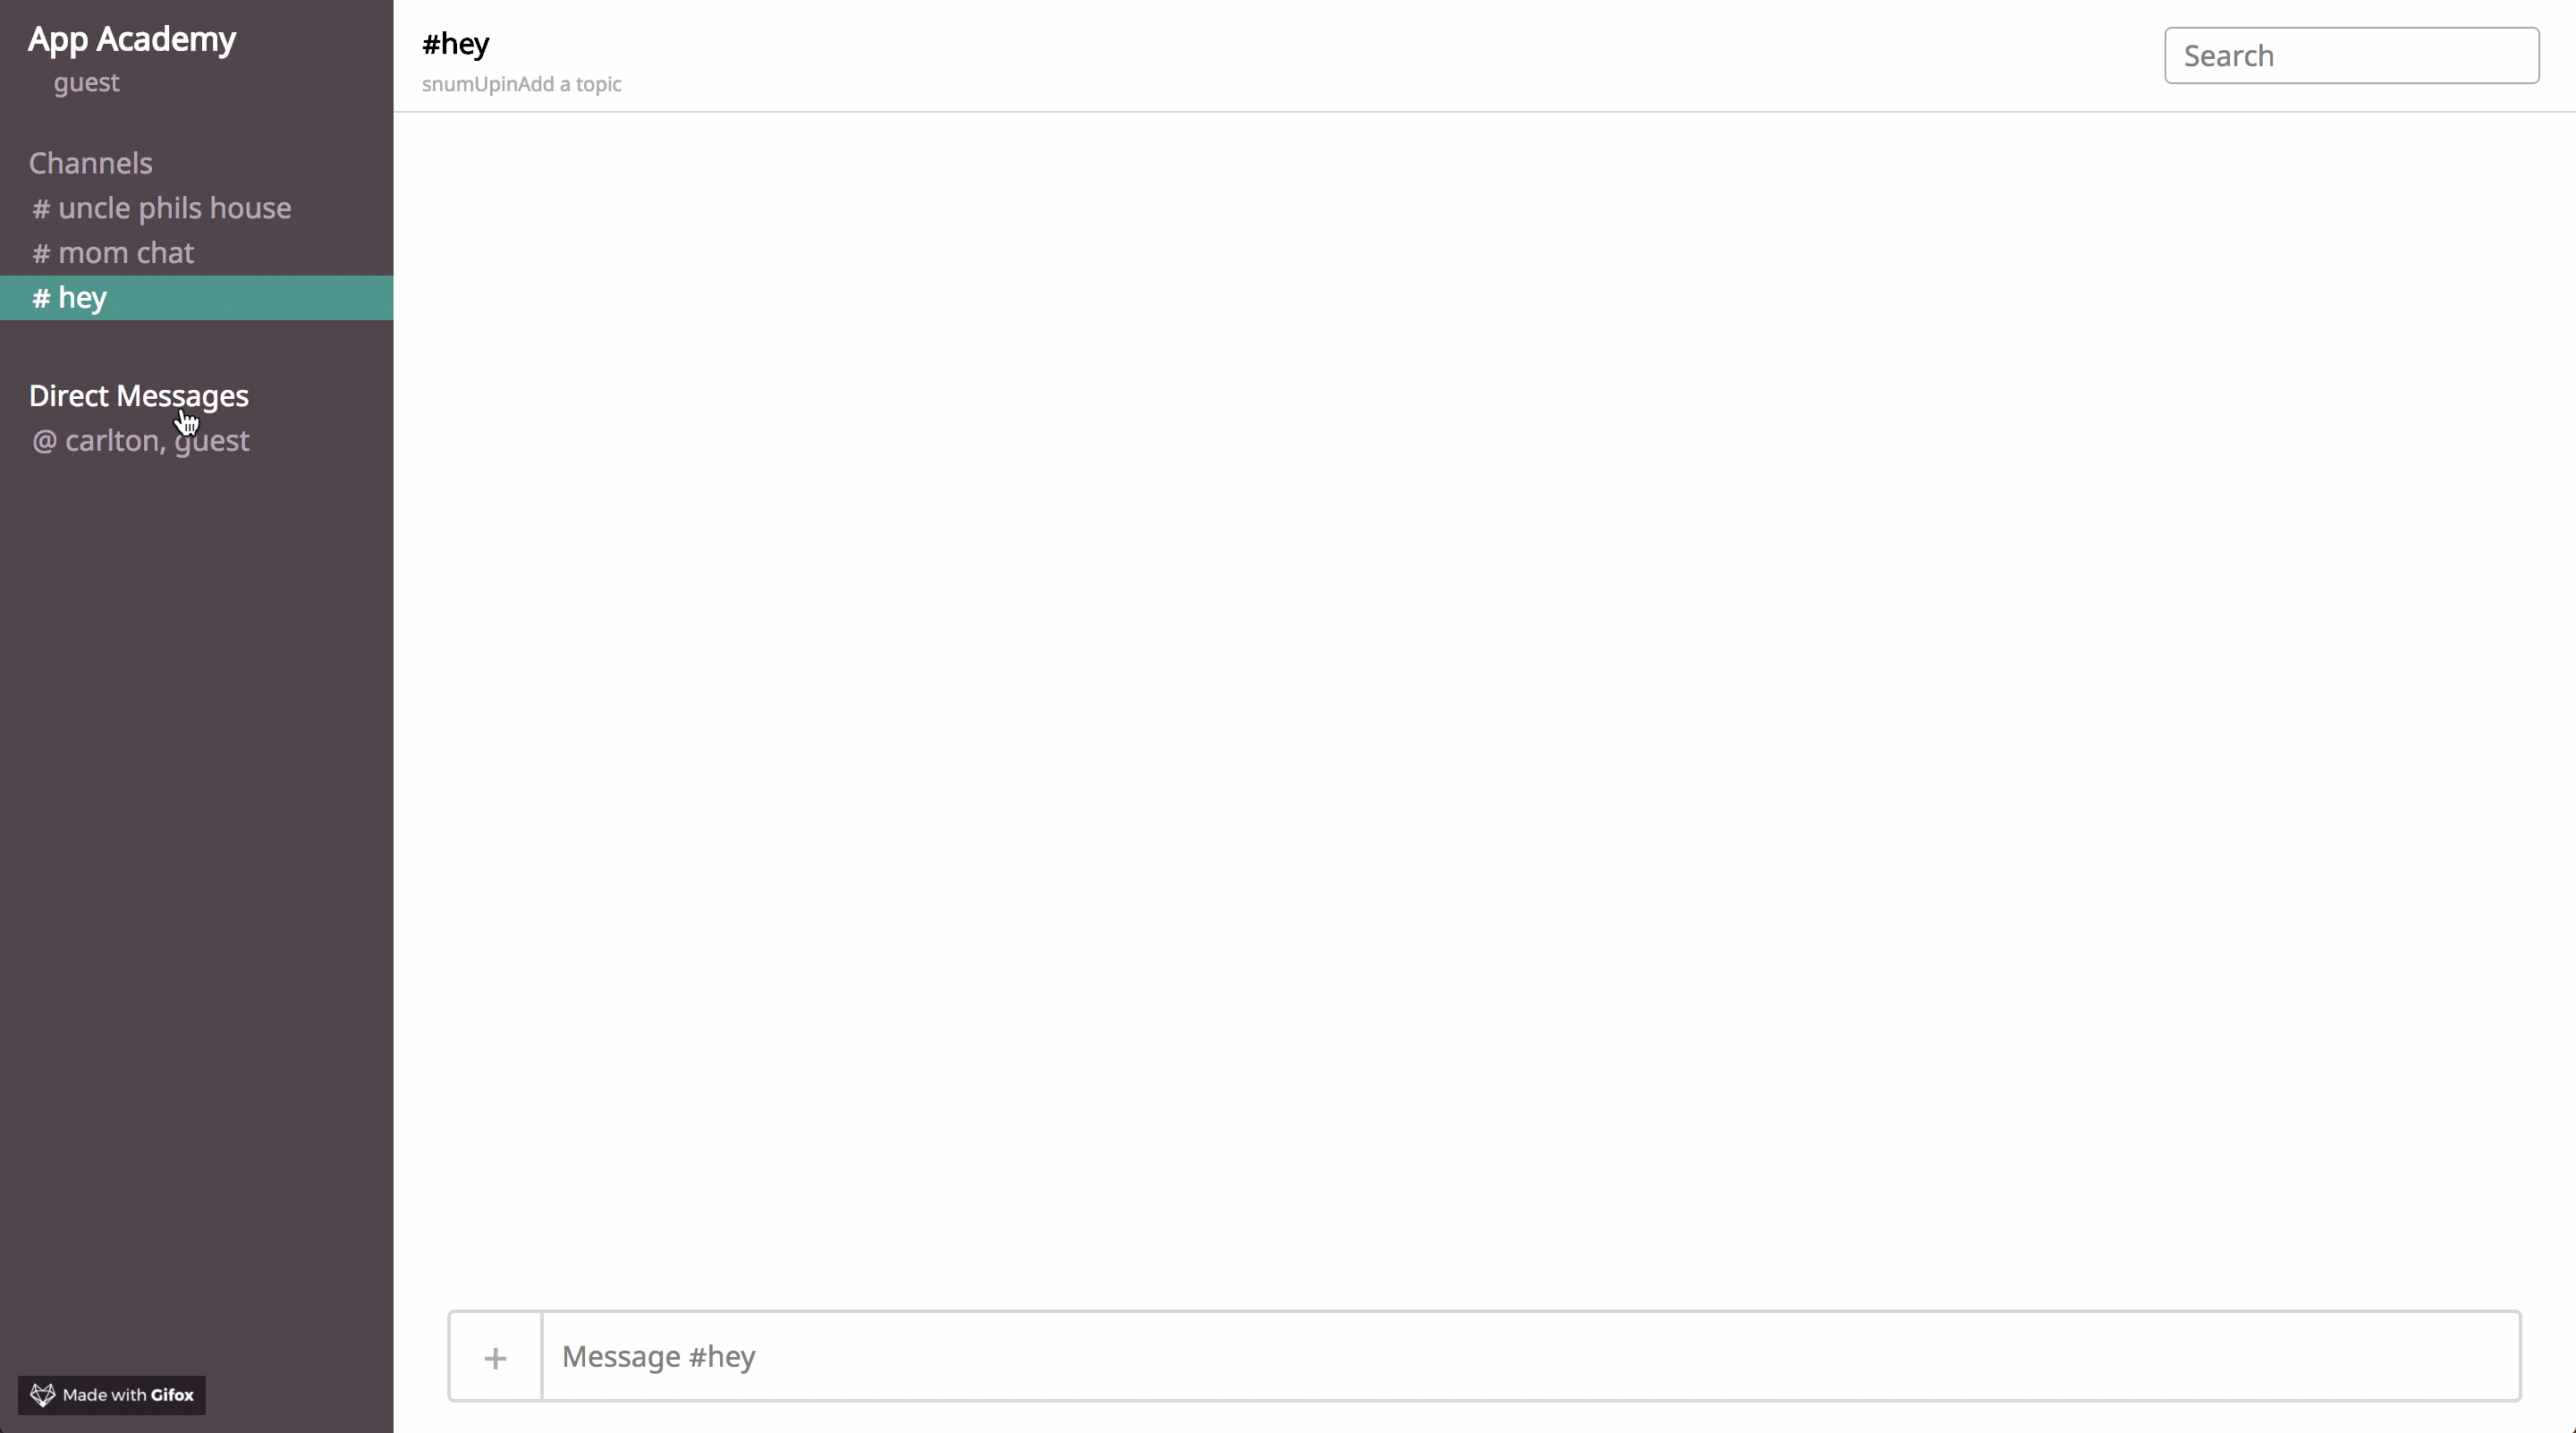 App Academy
guest
Channels
# uncle phils house
# mom chat
# hey
Direct Messages
@ carlton, guest
Made with Gifox
#hey
snumUpinAdd a topic
Search
+
Message #hey